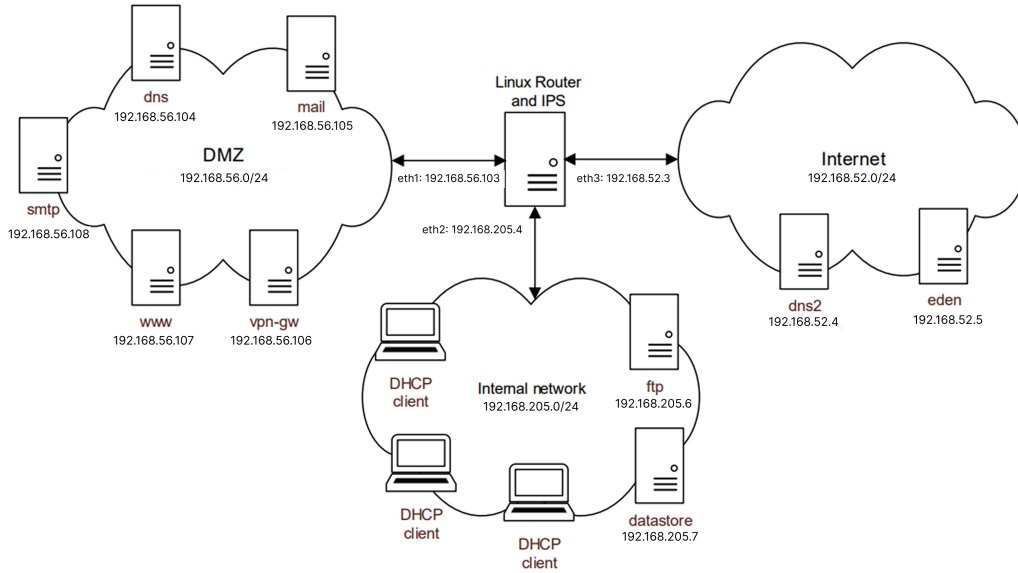 dns
192.168.56.104
mail
192.168.56.105
Linux Router
and IPS
DMZ
192.168.56.0/24
smtp
192.168.56.108
eth1: 192.168.56.103
eth3: 192.168.52.3
Internet
192.168.52.0/24
eth2: 192.168.205.4
www
192.168.56.107
vpn-gw
192.168.56.106
dns2
192.168.52.4
eden
192.168.52.5
DHCP
client
Internal network
192.168.205.0/24
ftp
192.168.205.6
DHCP
client
datastore
192.168.205.7
DHCP
client